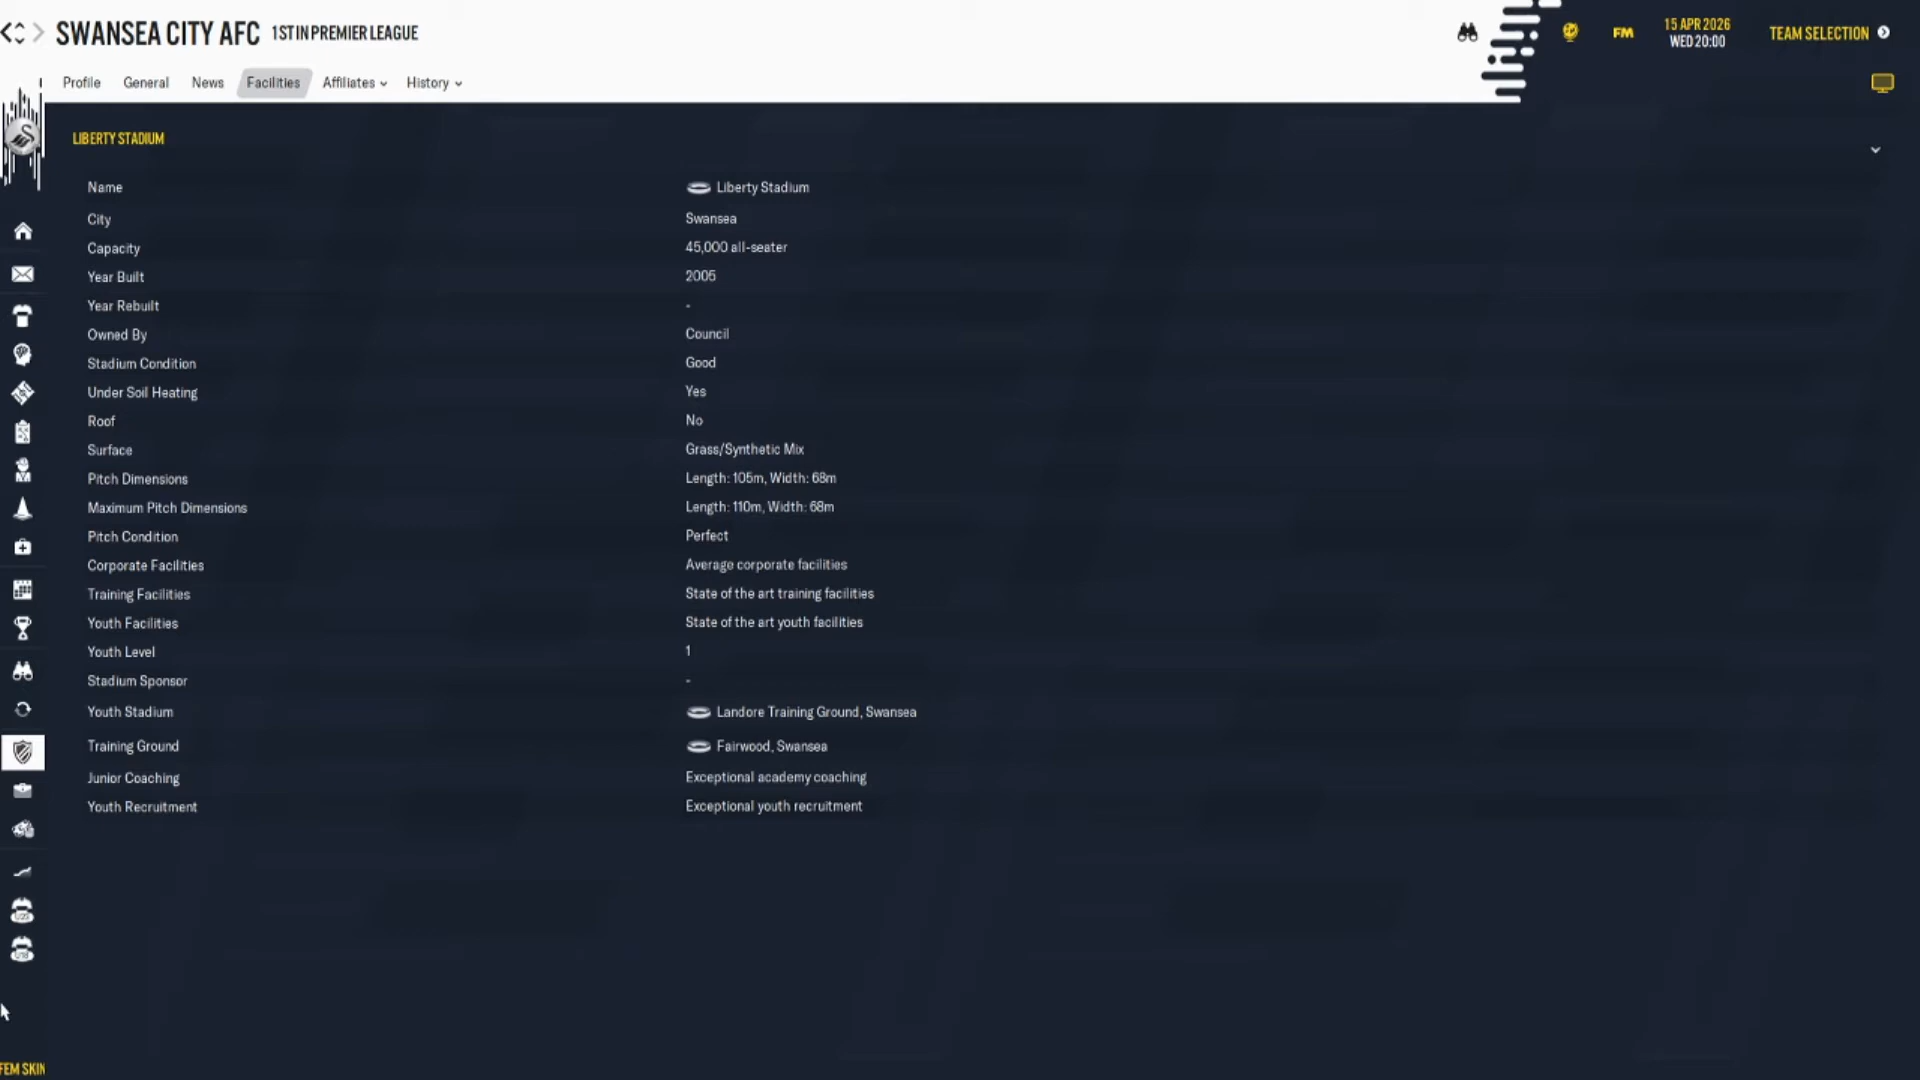 SWANSEA CITY AFC 1ST IN PREMIER LEAGUE
FM
15 APR 2026
WED 20:00
TEAM SELECTION
Profile General News Facilities Affiliates History
LIBERTY STADIUM
Name Liberty Stadium
City Swansea
Capacity 45,000 all-seater
Year Built 2005
Year Rebuilt -
Owned By Council
Stadium Condition Good
Under Soil Heating Yes
Roof No
Surface Grass/Synthetic Mix
Pitch Dimensions Length: 105m, Width: 68m
Maximum Pitch Dimensions Length: 110m, Width: 68m
Pitch Condition Perfect
Corporate Facilities Average corporate facilities
Training Facilities State of the art training facilities
Youth Facilities State of the art youth facilities
Youth Level 1
Stadium Sponsor -
Youth Stadium Landore Training Ground, Swansea
Training Ground Fairwood, Swansea
Junior Coaching Exceptional academy coaching
Youth Recruitment Exceptional youth recruitment
FEM SKIN